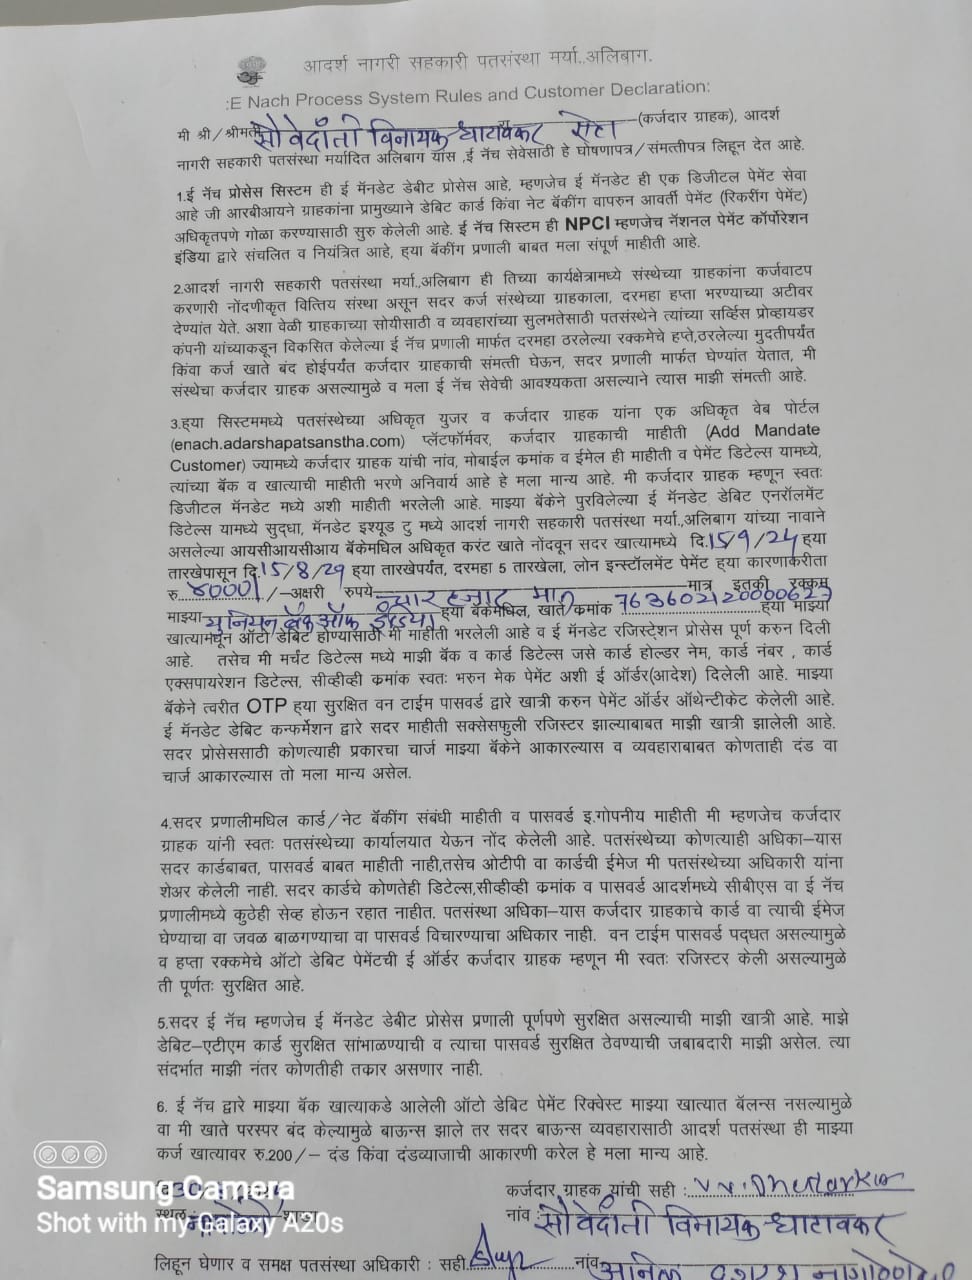 आदर्श नागरी सहकारी पतसंस्था मर्या.,अलिबाग.
:E Nach Process System Rules and Customer Declaration:
मी श्री/श्रीमती सौ वेदांती विनायक घाटावकर (कर्जदार ग्राहक), आदर्श
नागरी सहकारी पतसंस्था मर्यादित अलिबाग यांस ,ई नॅच सेवेसाठी हे घोषणापत्र/संमत्तीपत्र लिहून देत आहे.
1.ई नॅच प्रोसेस सिस्टम ही ई मॅनडेट डेबीट प्रोसेस आहे, म्हणजेच ई मॅनडेट ही एक डिजिटल पेमेंट सेवा
आहे जी आरबीआयने ग्राहकांना प्रामुख्याने डेबिट कार्ड किंवा नेट बॅकींग वापरुन आवर्ती पेमेंट (रिकरींग पेमेंट)
अधिकृतपणे गोळा करण्यासाठी सुरु केलेली आहे. ई नॅच सिस्टम ही NPCI म्हणजेच नॅशनल पेमेंट कॉर्पोरेशन
इंडिया द्वारे संचलित व नियंत्रित आहे, हया बॅकींग प्रणाली बाबत मला संपूर्ण माहीती आहे.
2.आदर्श नागरी सहकारी पतसंस्था मर्या.,अलिबाग ही तिच्या कार्यक्षेत्रामध्ये संस्थेच्या ग्राहकांना कर्जवाटप
करणारी नोंदणीकृत वित्तिय संस्था असून सदर कर्ज संस्थेच्या ग्राहकाला, दरमहा हप्ता भरण्याच्या अटीवर
देण्यांत येते. अशा वेळी ग्राहकाच्या सोयीसाठी व व्यवहारांच्या सुलभतेसाठी पतसंस्थेने त्यांच्या सर्व्हिस प्रोव्हायडर
कंपनी यांच्याकडून विकसित केलेल्या ई नॅच प्रणाली मार्फत दरमहा ठरलेल्या रक्कमेचे हप्ते,ठरलेल्या मुदतीपर्यंत
किंवा कर्ज खाते बंद होईपर्यंत कर्जदार ग्राहकाची संमत्ती घेऊन, सदर प्रणाली मार्फत घेण्यांत येतात, मी
संस्थेचा कर्जदार ग्राहक असल्यामुळे व मला ई नॅच सेवेची आवश्यकता असल्याने त्यास माझी संमत्ती आहे.
3.हया सिस्टममध्ये पतसंस्थेच्या अधिकृत युजर व कर्जदार ग्राहक यांना एक अधिकृत वेब पोर्टल
(enach.adarshapatsanstha.com) प्लॅटफॉर्मवर, कर्जदार ग्राहकाची माहीती (Add Mandate
Customer) ज्यामध्ये कर्जदार ग्राहक यांची नांव, मोबाईल क्रमांक व ईमेल ही माहीती व पेमेंट डिटेल्स यामध्ये,
त्यांच्या बॅक व खात्याची माहीती भरणे अनिवार्य आहे हे मला मान्य आहे. मी कर्जदार ग्राहक म्हणून स्वतः
डिजीटल मॅनडेट मध्ये अशी माहीती भरलेली आहे. माझ्या बॅकेने पुरविलेल्या ई मॅनडेट डेबिट एनरॉलमेंट
डिटेल्स यामध्ये सुद्धा, मॅनडेट इश्यूड टु मध्ये आदर्श नागरी सहकारी पतसंस्था मर्या.,अलिबाग यांच्या नावाने
असलेल्या आयसीआयसीआय बॅकेमधिल अधिकृत करंट खाते नोंदवून सदर खात्यामध्ये दि.15/9/24 हया
तारखेपासून दि.15/8/29 हया तारखेपर्यंत, दरमहा 5 तारखेला, लोन इन्स्टॉलमेंट पेमेंट हया कारणाकरीता
रु. ४000/ /-अक्षरी रुपये चार हजार मात्र मात्र इतकी रक्कम
माझ्या युनियन बँक ऑफ इंडिया हया बॅकेमधिल, खाते क्रमांक 763602120000623 हया माझ्या
खात्यामधून ऑटो डेबिट होण्यासाठी मी माहीती भरलेली आहे व ई मॅनडेट रजिस्टे्शन प्रोसेस पूर्ण करुन दिली
आहे. तसेच मी मर्चंट डिटेल्स मध्ये माझी बॅक व कार्ड डिटेल्स जसे कार्ड होल्डर नेम, कार्ड नंबर , कार्ड
एक्सपायरेशन डिटेल्स, सीव्हीव्ही क्रमांक स्वतः भरुन मेक पेमेंट अशी ई ऑर्डर(आदेश) दिलेली आहे. माझ्या
बॅकेने त्वरीत OTP हया सुरक्षित वन टाईम पासवर्ड द्वारे खात्री करुन पेमेंट ऑर्डर ऑथेन्टीकेट केलेली आहे.
ई मॅनडेट डेबिट कन्फर्मेशन द्वारे सदर माहीती सक्सेसफुली रजिस्टर झाल्याबाबत माझी खात्री झालेली आहे.
सदर प्रोसेससाठी कोणत्याही प्रकारचा चार्ज माझ्या बॅकेने आकारल्यास व व्यवहाराबाबत कोणताही दंड वा
चार्ज आकारल्यास तो मला मान्य असेल.
4.सदर प्रणालीमधिल कार्ड/नेट बॅकींग संबंधी माहीती व पासवर्ड इ.गोपनीय माहीती मी म्हणजेच कर्जदार
ग्राहक यांनी स्वतः पतसंस्थेच्या कार्यालयात येऊन नोंद केलेली आहे. पतसंस्थेच्या कोणत्याही अधिका–यास
सदर कार्डबाबत, पासवर्ड बाबत माहीती नाही,तसेच ओटीपी वा कार्डची ईमेज मी पतसंस्थेच्या अधिकारी यांना
शेअर केलेली नाही. सदर कार्डचे कोणतेही डिटेल्स,सीव्हीव्ही क्रमांक व पासवर्ड आदर्शमध्ये सीबीएस वा ई नॅच
प्रणालीमध्ये कुठेही सेव्ह होऊन रहात नाहीत. पतसंस्था अधिका–यास कर्जदार ग्राहकाचे कार्ड वा त्याची ईमेज
घेण्याचा वा जवळ बाळगण्याचा वा पासवर्ड विचारण्याचा अधिकार नाही. वन टाईम पासवर्ड पद्धत असल्यामुळे
व हप्ता रक्कमेचे ऑटो डेबिट पेमेंटची ई ऑर्डर कर्जदार ग्राहक म्हणून मी स्वतः रजिस्टर केली असल्यामुळे
ती पूर्णतः सुरक्षित आहे.
5.सदर ई नॅच म्हणजेच ई मॅनडेट डेबीट प्रोसेस प्रणाली पूर्णपणे सुरक्षित असल्याची माझी खात्री आहे. माझे
डेबिट–एटीएम कार्ड सुरक्षित सांभाळण्याची व त्याचा पासवर्ड सुरक्षित ठेवण्याची जबाबदारी माझी असेल. त्या
संदर्भात माझी नंतर कोणतीही तक्रार असणार नाही.
6. ई नॅच द्वारे माझ्या बॅक खात्याकडे आलेली ऑटो डेबिट पेमेंट रिक्वेस्ट माझ्या खात्यात बॅलन्स नसल्यामुळे
वा मी खाते परस्पर बंद केल्यामुळे बाऊन्स झाले तर सदर बाऊन्स व्यवहारासाठी आदर्श पतसंस्था ही माझ्या
कर्ज खात्यावर रु.200/– दंड किंवा दंडव्याजाची आकारणी करेल हे मला मान्य आहे.
Samsung Camera
कर्जदार ग्राहक यांची सही :
स्थळ शाखा
Shot with my Galaxy A20s
नांव : सौ वेदांती विनायक घाटावकर
लिहून घेणार व समक्ष पतसंस्था अधिकारी : सही नांव अनिल